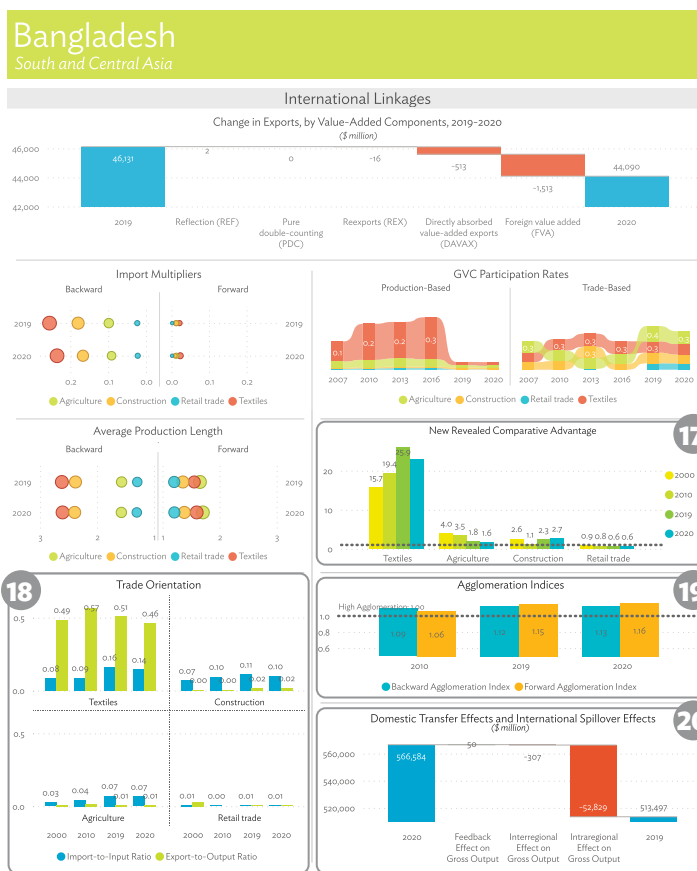 Bangladesh
South and Central Asia
International Linkages
Change in Exports, by Value-Added Components, 2019–2020
($ million)
46,000
44,000
42,000
46,131
2
0
-16
-513
-1,513
44,090
2019
Reflection (REF)
Pure
double-counting
(PDC)
Reexports (REX)
Directly absorbed
value-added exports
(DAVAX)
Foreign value added
(FVA)
2020
Import Multipliers
Backward
Forward
2019
2019
2020
2020
0.2
0.1
0.0
0.0
0.2
Agriculture
Construction
Retail trade
Textiles
GVC Participation Rates
Production-Based
Trade-Based
0.1
0.2
0.2
0.3
0.3
0.3
0.3
0.3
0.3
0.4
0.3
0.3
2007
2010
2013
2016
2019
2020
2007
2010
2013
2016
2019
2020
Agriculture
Construction
Retail trade
Textiles
Average Production Length
Backward
Forward
2019
2019
2020
2020
3
2
1
1
2
3
Agriculture
Construction
Retail trade
Textiles
17
New Revealed Comparative Advantage
20
10
0
15.7
19.4
25.9
4.0
3.5
1.8
1.6
2.6
1.1
2.3
2.7
0.9
0.8
0.6
0.6
Textiles
Agriculture
Construction
Retail trade
2000
2010
2019
2020
18
Trade Orientation
0.5
0.0
0.08
0.49
0.09
0.57
0.16
0.51
0.14
0.46
0.07
0.00
0.10
0.00
0.11
0.02
0.10
0.02
Textiles
Construction
0.5
0.0
0.03
0.04
0.07
0.01
0.07
0.01
0.01
0.00
0.01
0.01
Agriculture
Retail trade
2000
2010
2019
2020
2000
2010
2019
2020
Import-to-Input Ratio
Export-to-Output Ratio
19
Agglomeration Indices
High Agglomeration: 1.00
1.0
0.8
0.6
1.09
1.06
1.12
1.15
1.13
1.16
2010
2019
2020
Backward Agglomeration Index
Forward Agglomeration Index
20
Domestic Transfer Effects and International Spillover Effects
($ million)
560,000
540,000
520,000
566,584
50
-307
-52,829
513,497
2020
Feedback
Effect on
Gross Output
Interregional
Effect on
Gross Output
Intraregional
Effect on
Gross Output
2019